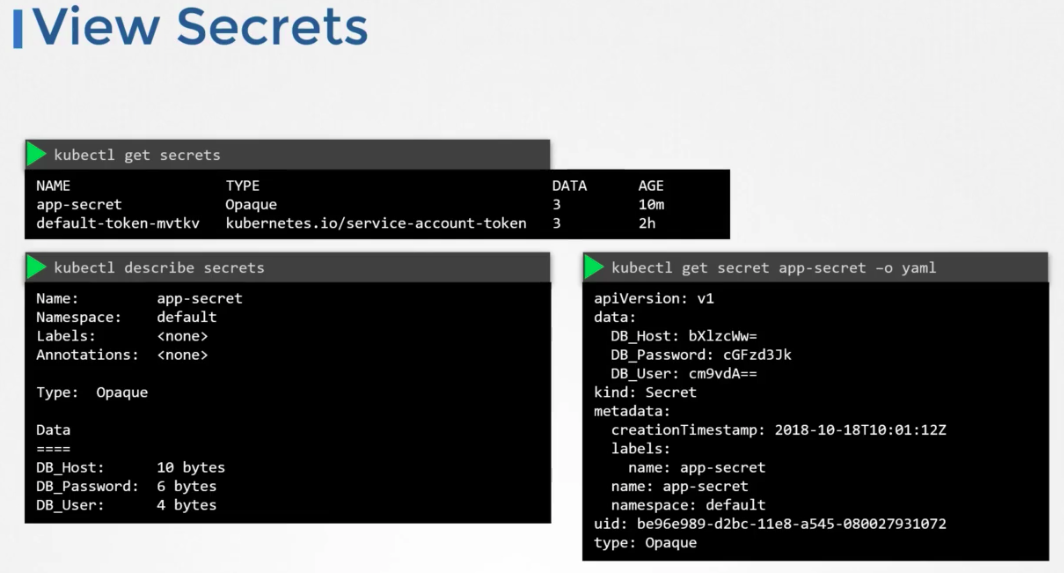 View Secrets
kubectl get secrets
NAME TYPE DATA AGE
app-secret Opaque 3 10m
default-token-mvtkv kubernetes.io/service-account-token 3 2h
kubectl describe secrets
Name: app-secret
Namespace: default
Labels: <none>
Annotations: <none>
Type: Opaque
Data
====
DB_Host: 10 bytes
DB_Password: 6 bytes
DB_User: 4 bytes
kubectl get secret app-secret –o yaml
apiVersion: v1
data:
DB_Host: bXlzcWw=
DB_Password: cGFzd3Jk
DB_User: cm9vdA==
kind: Secret
metadata:
creationTimestamp: 2018-10-18T10:01:12Z
labels:
name: app-secret
name: app-secret
namespace: default
uid: be96e989-d2bc-11e8-a545-080027931072
type: Opaque